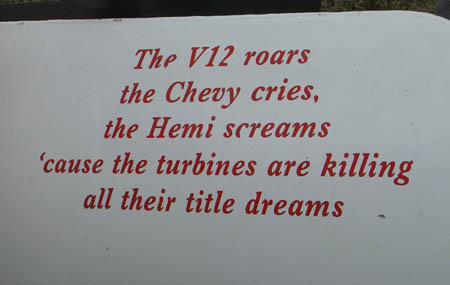 The V12 roars
the Chevy cries,
the Hemi screams
‘cause the turbines are killing
all their title dreams